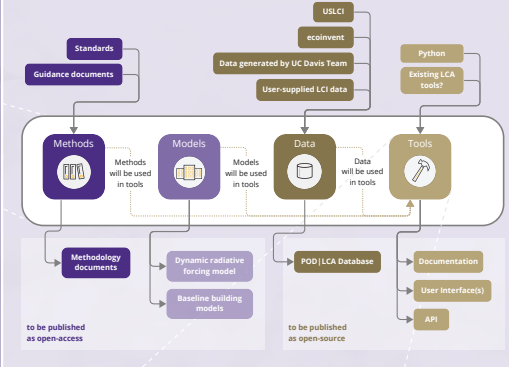 USLCI
ecoinvent
Data generated by UC Davis Team
User-supplied LCI data
Standards
Guidance documents
Python
Existing LCA
tools?
Methods
Models
Data
Tools
Methods
will be used
in tools
Models
will be used
in tools
Data
will be used
in tools
Methodology
documents
Dynamic radiative
forcing model
Baseline building
models
POD|LCA Database
Documentation
User Interface(s)
API
to be published
as open-access
to be published
as open-source